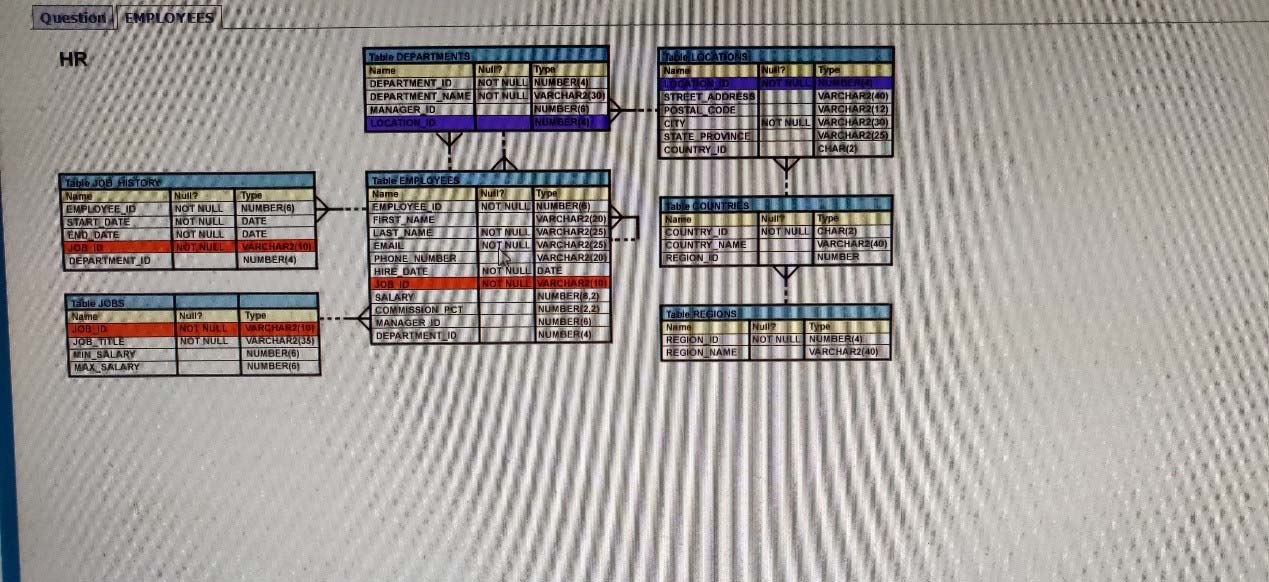 Question EMPLOYEES
HR
Table DEPARTMENTS
Name Null? Type
DEPARTMENT_ID NOT NULL NUMBER(4)
DEPARTMENT_NAME NOT NULL VARCHAR2(30)
MANAGER_ID NUMBER(6)
LOCATION_ID NUMBER(4)
Table LOCATIONS
Name Null? Type
LOCATION_ID NOT NULL NUMBER(4)
STREET_ADDRESS VARCHAR2(40)
POSTAL_CODE VARCHAR2(12)
CITY NOT NULL VARCHAR2(30)
STATE_PROVINCE VARCHAR2(25)
COUNTRY_ID CHAR(2)
Table JOB_HISTORY
Name Null? Type
EMPLOYEE_ID NOT NULL NUMBER(6)
START_DATE NOT NULL DATE
END_DATE NOT NULL DATE
JOB_ID NOT NULL VARCHAR2(10)
DEPARTMENT_ID NUMBER(4)
Table EMPLOYEES
Name Null? Type
EMPLOYEE_ID NOT NULL NUMBER(6)
FIRST_NAME VARCHAR2(20)
LAST_NAME NOT NULL VARCHAR2(25)
EMAIL NOT NULL VARCHAR2(25)
PHONE_NUMBER VARCHAR2(20)
HIRE_DATE NOT NULL DATE
JOB_ID NOT NULL VARCHAR2(10)
SALARY NUMBER(8,2)
COMMISSION_PCT NUMBER(2,2)
MANAGER_ID NUMBER(6)
DEPARTMENT_ID NUMBER(4)
Table COUNTRIES
Name Null? Type
COUNTRY_ID NOT NULL CHAR(2)
COUNTRY_NAME VARCHAR2(40)
REGION_ID NUMBER
Table JOBS
Name Null? Type
JOB_ID NOT NULL VARCHAR2(10)
JOB_TITLE NOT NULL VARCHAR2(35)
MIN_SALARY NUMBER(6)
MAX_SALARY NUMBER(6)
Table REGIONS
Name Null? Type
REGION_ID NOT NULL NUMBER(4)
REGION_NAME VARCHAR2(40)